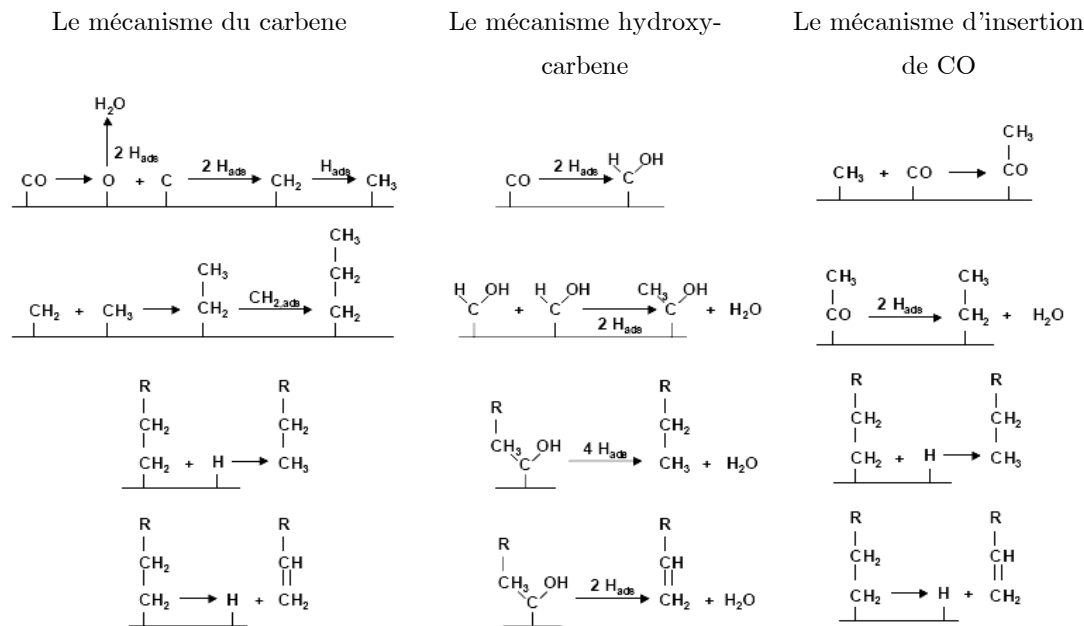 Le mécanisme du carbene
Le mécanisme hydroxy-
carbene
Le mécanisme d'insertion
de CO
H₂O
2 Hads
CO O + C 2 Hads CH₂ Hads CH₃
CH₃
CH₂ + CH₃ CH₂ CH₂,ads CH₂
CH₂
R
CH₂
CH₂ + H
R
CH₂
CH₃
R
CH₂
CH₂ H +
R
CH
CH₂
CO 2 Hads H OH
C
H OH + H OH CH₃ OH + H₂O
C C 2 Hads C
R
CH₃ OH 4 Hads
C
R
CH₂
CH₃ + H₂O
R
CH₃ OH 2 Hads
C
R
CH
CH₂ + H₂O
CH₃
C
CH₃ + CO CO
CH₃
CO 2 Hads
CH₃
CH₂ + H₂O
R
CH₂
CH₂ + H
R
CH₂
CH₃
R
CH₂
CH₂ H +
R
CH
CH₂